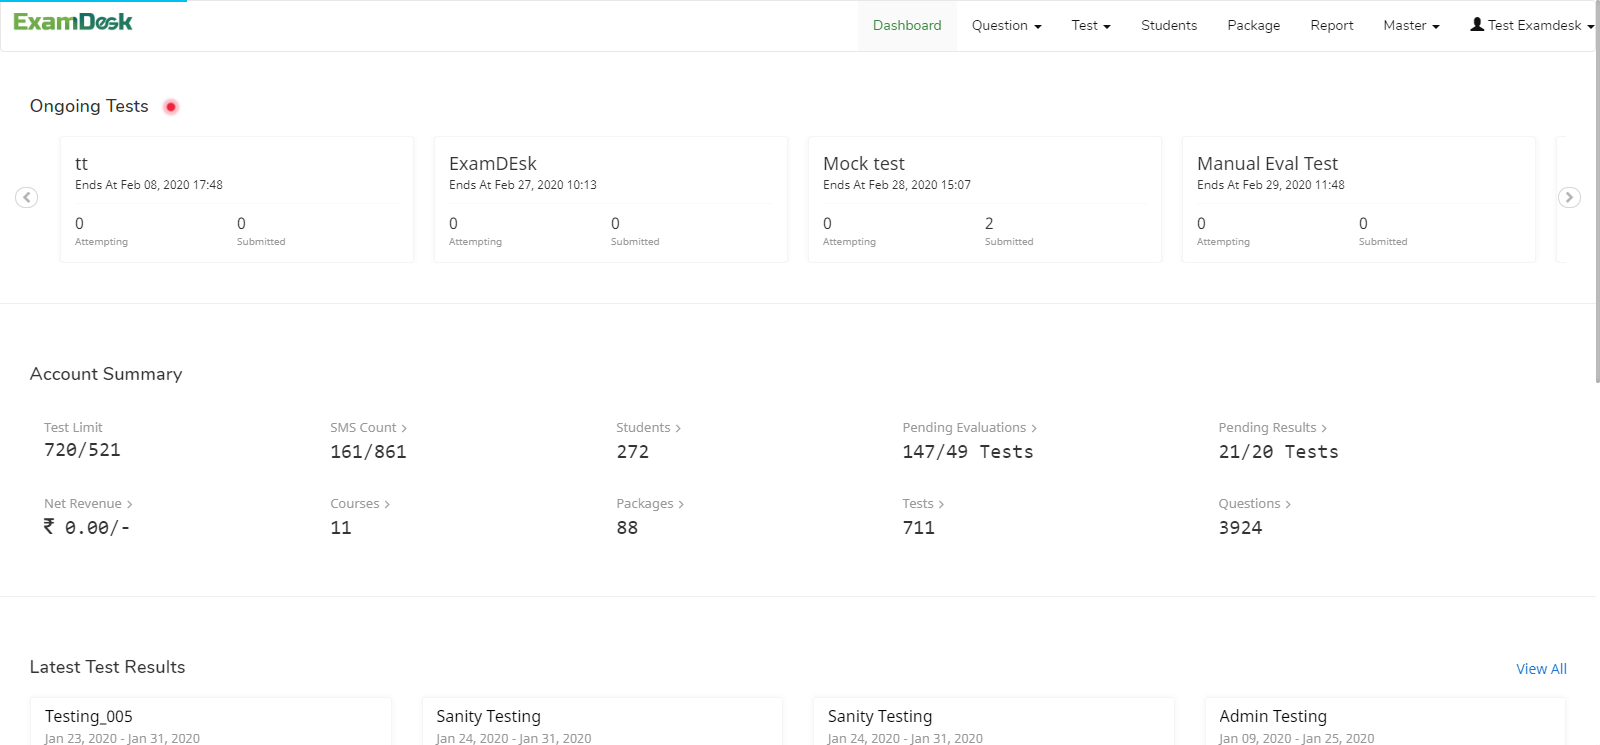 ExamDesk
Dashboard Question Test Students Package Report Master Test Examdesk
Ongoing Tests
tt
Ends At Feb 08, 2020 17:48
0 0
Attempting Submitted
ExamDEsk
Ends At Feb 27, 2020 10:13
0 0
Attempting Submitted
Mock test
Ends At Feb 28, 2020 15:07
0 2
Attempting Submitted
Manual Eval Test
Ends At Feb 29, 2020 11:48
0 0
Attempting Submitted
Account Summary
Test Limit
720/521
SMS Count >
161/861
Students >
272
Pending Evaluations >
147/49 Tests
Pending Results >
21/20 Tests
Net Revenue >
₹ 0.00/-
Courses >
11
Packages >
88
Tests >
711
Questions >
3924
Latest Test Results
View All
Testing_005
Jan 23, 2020 - Jan 31, 2020
Sanity Testing
Jan 24, 2020 - Jan 31, 2020
Sanity Testing
Jan 24, 2020 - Jan 31, 2020
Admin Testing
Jan 09, 2020 - Jan 25, 2020